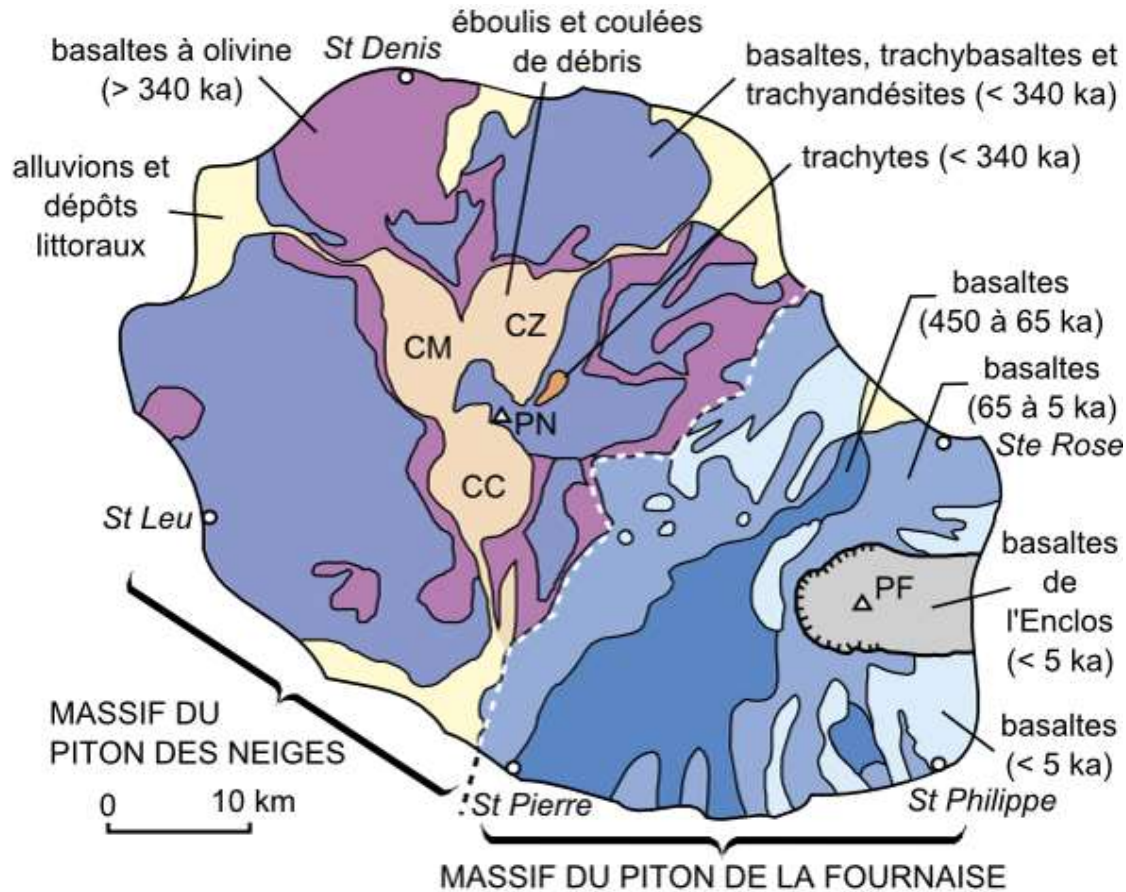 basaltes à olivine
(> 340 ka)
St Denis
éboulis et coulées
de débris
basaltes, trachybasaltes et
trachyandésites (< 340 ka)
trachytes (< 340 ka)
alluvions et
dépôts
littoraux
basaltes
(450 à 65 ka)
basaltes
(65 à 5 ka)
Ste Rose
CM
CZ
PN
CC
St Leu
basaltes
de
l'Enclos
(< 5 ka)
PF
basaltes
(< 5 ka)
MASSIF DU
PITON DES NEIGES
0 10 km
St Pierre
St Philippe
MASSIF DU PITON DE LA FOURNAISE